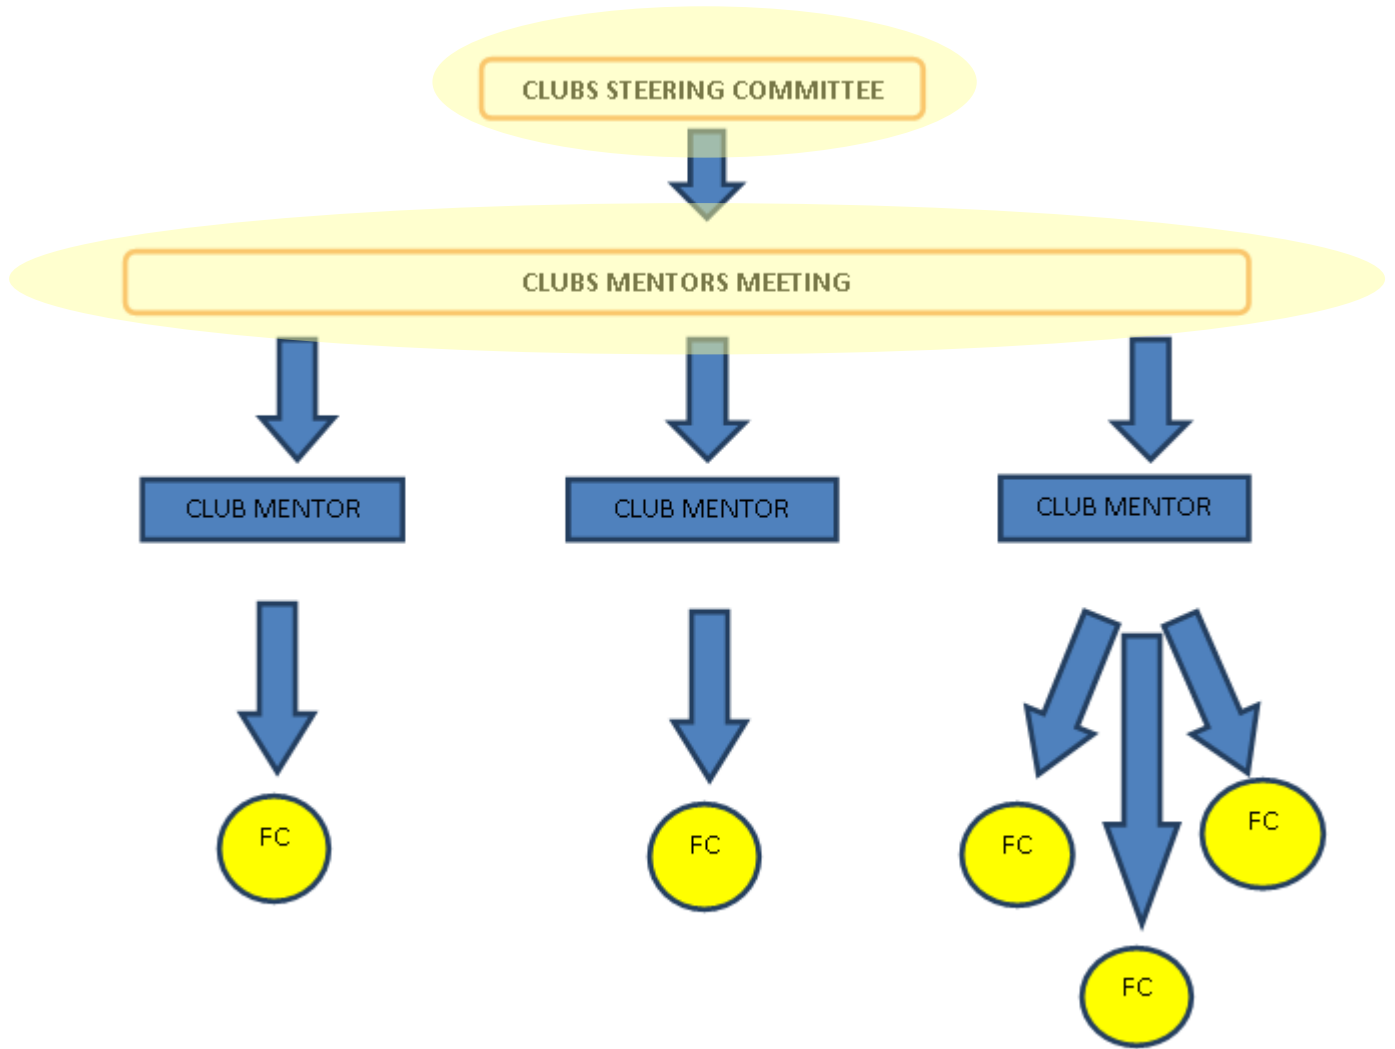 CLUBS STEERING COMMITTEE
CLUBS MENTORS MEETING
CLUB MENTOR
CLUB MENTOR
CLUB MENTOR
FC
FC
FC
FC
FC